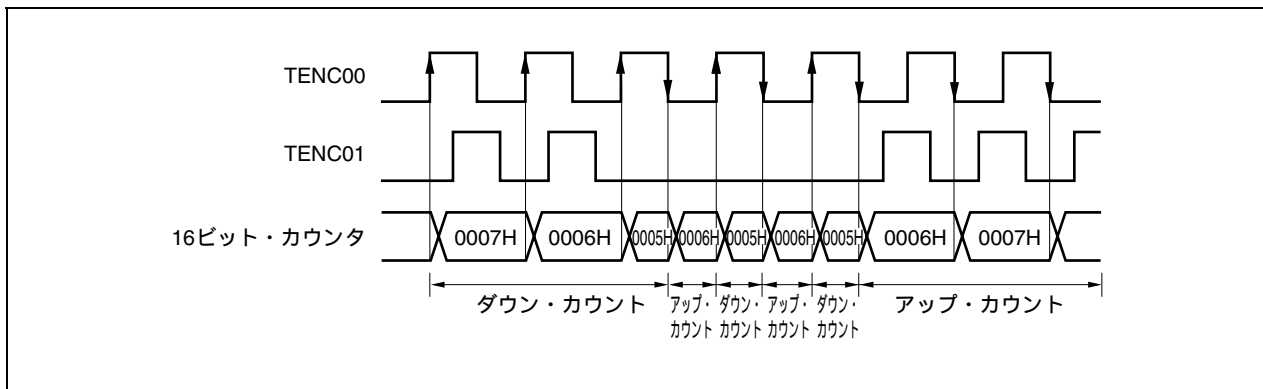 TENC00
TENC01
16ビット・カウンタ
0007H 0006H 0005H 0006H 0005H 0006H 0005H 0006H 0007H
ダウン・カウント アップ・カウント ダウン・カウント アップ・カウント ダウン・カウント アップ・カウント